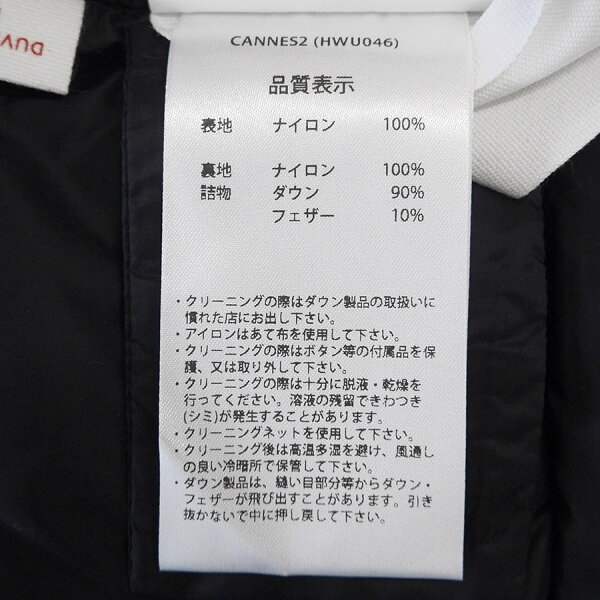 DUV
CANNES2 (HWU046)
品質表示
表地 ナイロン 100%
裏地 ナイロン 100%
詰物 ダウン 90%
フェザー 10%
・クリーニングの際はダウン製品の取扱いに
慣れた店にお出し下さい。
・アイロンはあて布を使用して下さい。
・クリーニングの際はボタン等の付属品を保
護、又は取り外して下さい。
・クリーニングの際は十分に脱液・乾燥を
行ってください。溶液の残留できわつき
(シミ)が発生することがあります。
・クリーニングネットを使用して下さい。
・クリーニング後は高温多湿を避け、風通し
の良い冷暗所で保管して下さい。
・ダウン製品は、縫い目部分等からダウン・
フェザーが飛び出すことがあります。引き
抜かないで中に押し戻して下さい。